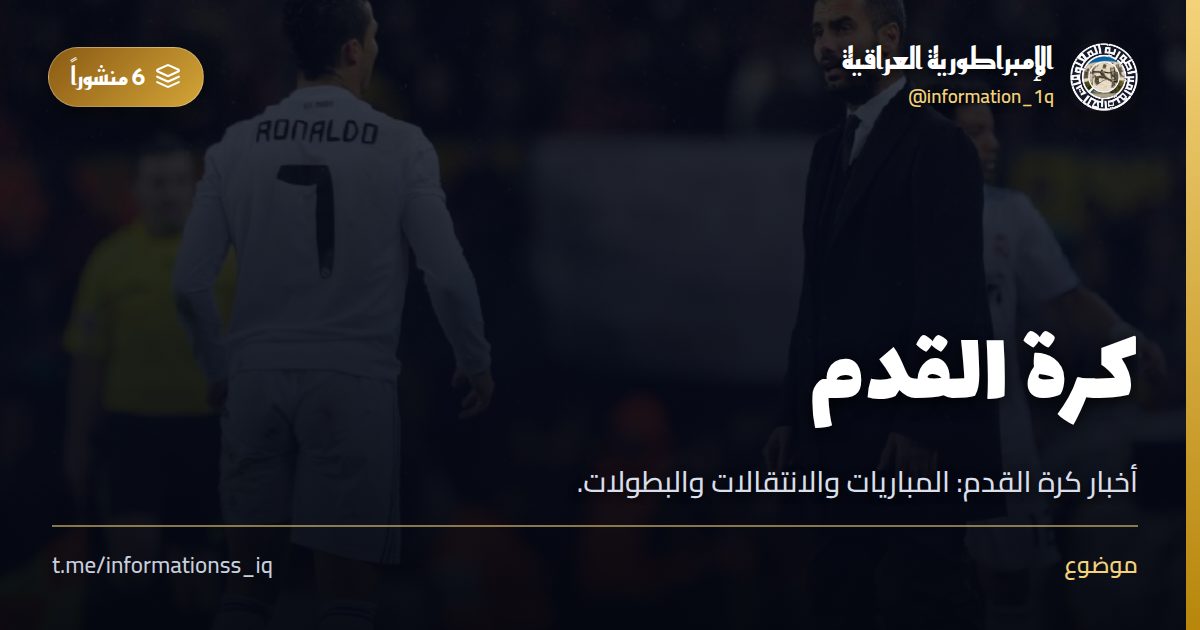 الإمبراطورية العراقية
@information_1q
6 منشوراً
RONALDO
7
كرة القدم
أخبار كرة القدم: المباريات والانتقالات والبطولات.
موضوع
t.me/informationss_iq